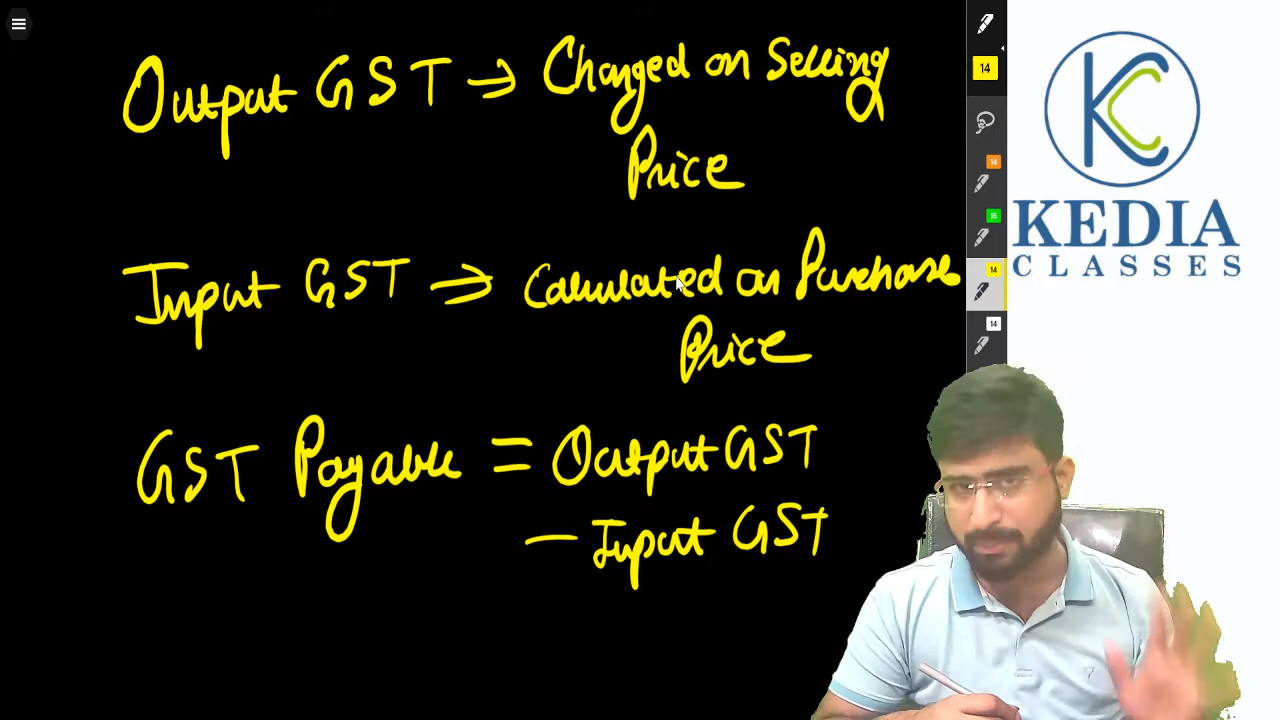 Output GST ⇒ Charged on Selling
Price
Input GST ⇒ Calculated on Purchase
Price
GST Payable = Output GST
— Input GST
14
14
16
14
14
KC
KEDIA
CLASSES